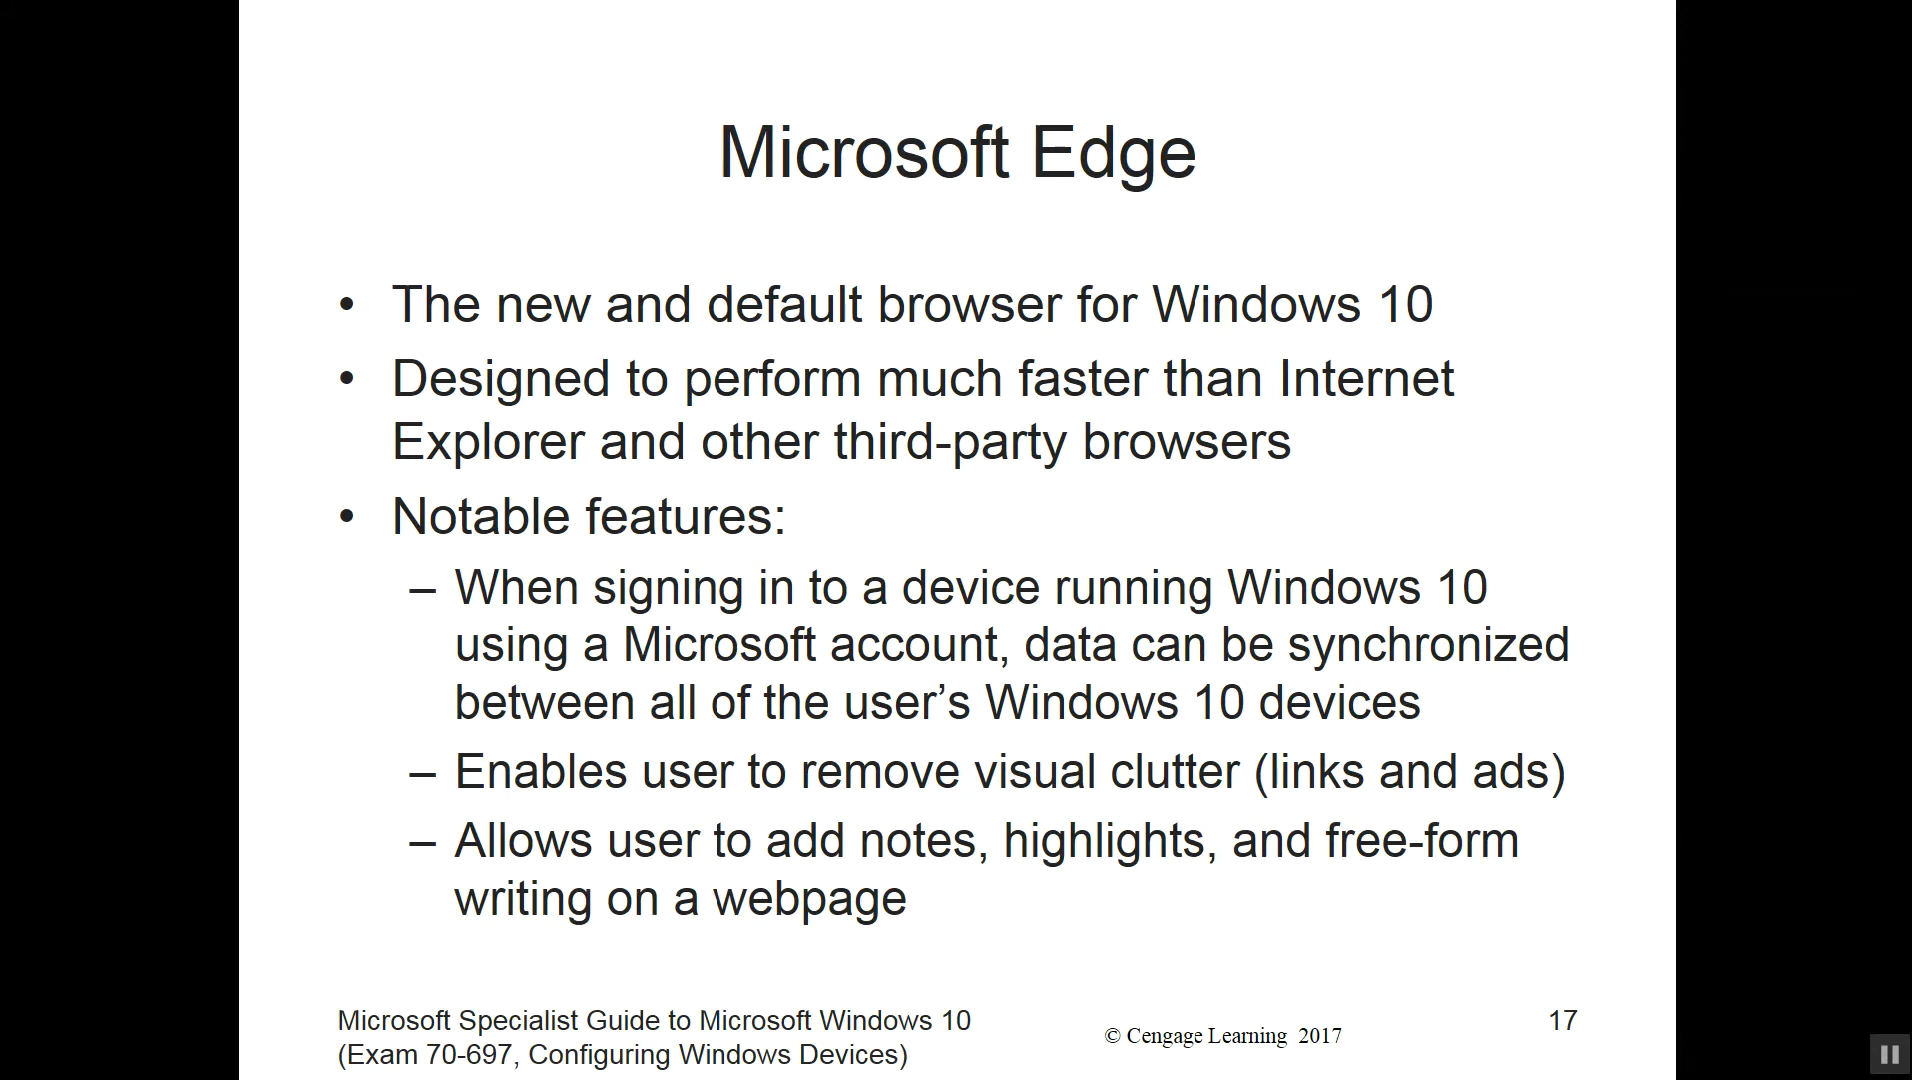 Microsoft Edge
• The new and default browser for Windows 10
• Designed to perform much faster than Internet
Explorer and other third-party browsers
• Notable features:
– When signing in to a device running Windows 10
using a Microsoft account, data can be synchronized
between all of the user’s Windows 10 devices
– Enables user to remove visual clutter (links and ads)
– Allows user to add notes, highlights, and free-form
writing on a webpage
Microsoft Specialist Guide to Microsoft Windows 10
(Exam 70-697, Configuring Windows Devices)
© Cengage Learning 2017
17